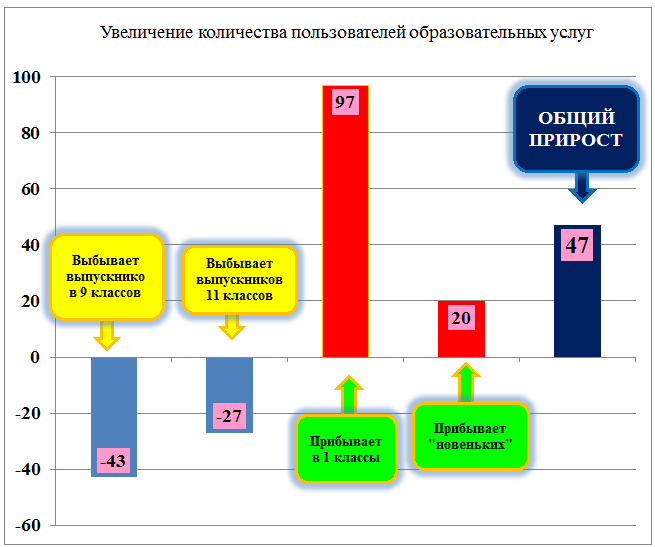 Увеличение количества пользователей образовательных услуг
100
80
60
40
20
0
-20
-40
-60
Выбывает
выпускнико
в 9 классов
-43
Выбывает
выпускников
11 классов
-27
97
Прибывает
в 1 классы
20
Прибывает
"новеньких"
ОБЩИЙ
ПРИРОСТ
47